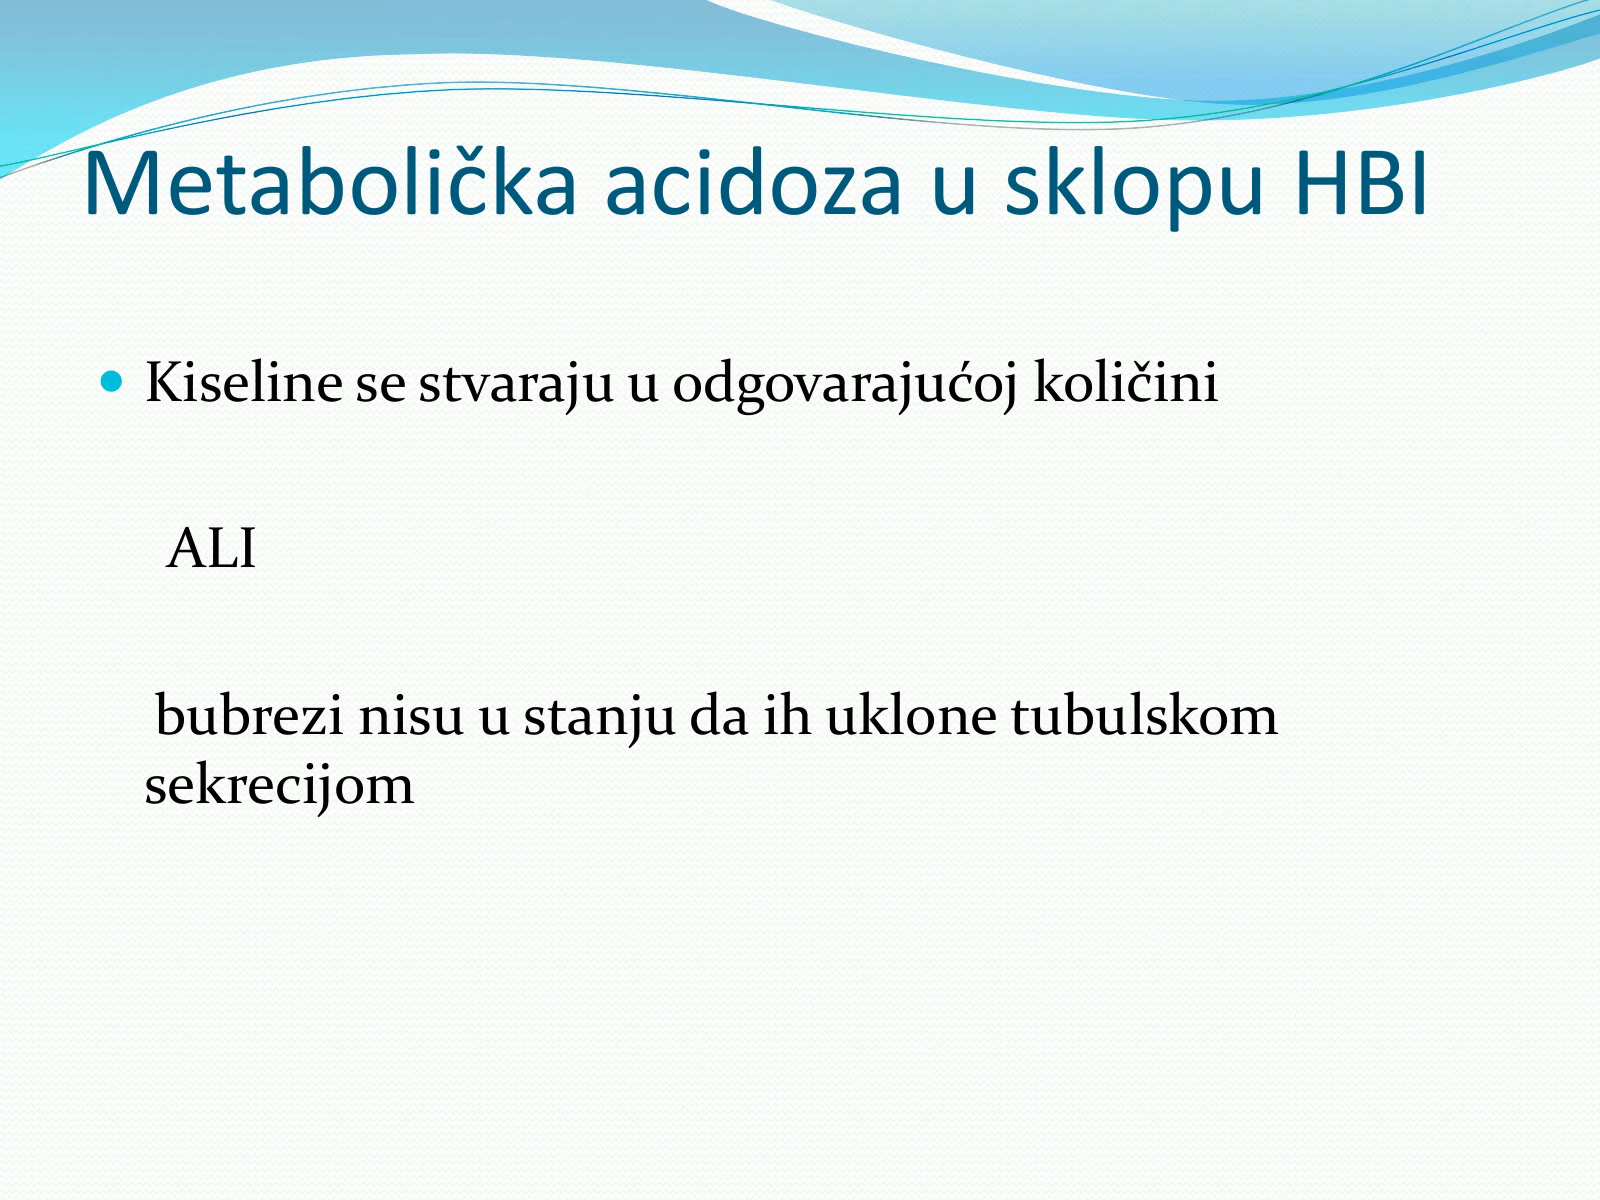 Metabolička acidoza u sklopu HBI
Kiseline se stvaraju u odgovarajućoj količini
ALI
bubrezi nisu u stanju da ih uklone tubulskom
sekrecijom